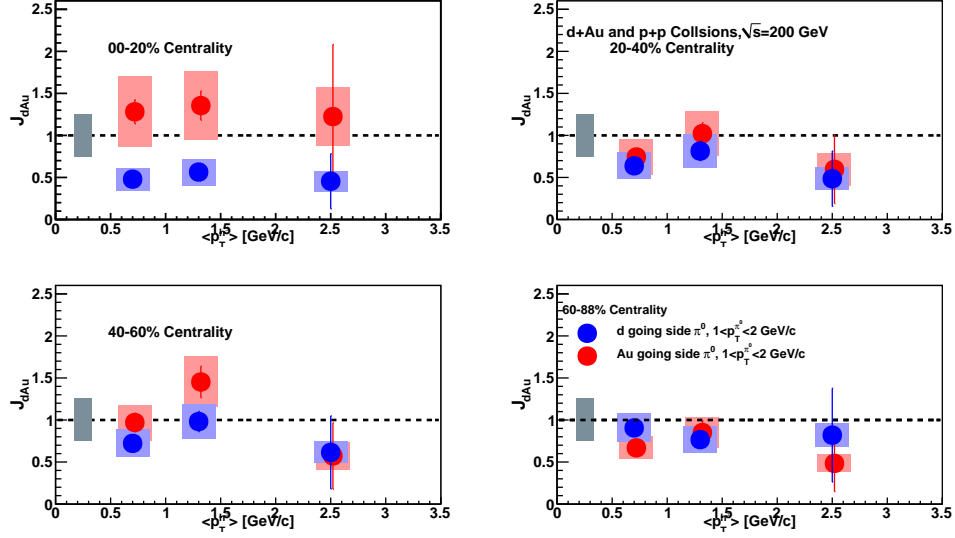 2.5
2
1.5
1
0.5
0
J_dAu
00-20% Centrality
0 0.5 1 1.5 2 2.5 3 3.5
<p_T^h> [GeV/c]
2.5
2
1.5
1
0.5
0
J_dAu
d+Au and p+p Collsions,√s=200 GeV
20-40% Centrality
0 0.5 1 1.5 2 2.5 3 3.5
<p_T^h> [GeV/c]
2.5
2
1.5
1
0.5
0
J_dAu
40-60% Centrality
0 0.5 1 1.5 2 2.5 3 3.5
<p_T^h> [GeV/c]
2.5
2
1.5
1
0.5
0
J_dAu
60-88% Centrality
d going side π⁰, 1<p_T^π⁰<2 GeV/c
Au going side π⁰, 1<p_T^π⁰<2 GeV/c
0 0.5 1 1.5 2 2.5 3 3.5
<p_T^h> [GeV/c]